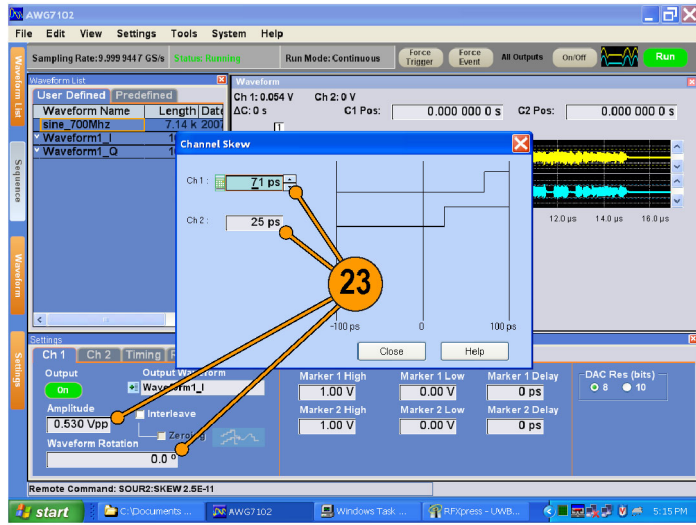 AWG7102
File Edit View Settings Tools System Help
Sampling Rate: 9.999 944 7 GS/s Status: Running Run Mode: Continuous Force Trigger Force Event All Outputs On/Off Run
Waveform List
Waveform
User Defined Predefined
Ch 1: 0.054 V Ch 2: 0 V
Waveform Name Length Date
ΔC: 0 s C1 Pos: 0.000 000 0 s C2 Pos: 0.000 000 0 s
sine_700Mhz 7.14 k 2007
Waveform1_I
Waveform1_Q
Channel Skew
Ch 1 : 71 ps
Ch 2 : 25 ps
23
-100 ps 0 100 ps
Close Help
12.0 µs 14.0 µs 16.0 µs
Waveform List
Sequence
Waveform
Settings
Settings
Ch 1 Ch 2 Timing
Output
On
Output Waveform
Waveform1_I
Amplitude
0.530 Vpp
Interleave
Zeroing
Waveform Rotation
0.0 °
Marker 1 High Marker 1 Low Marker 1 Delay
1.00 V 0.00 V 0 ps
Marker 2 High Marker 2 Low Marker 2 Delay
1.00 V 0.00 V 0 ps
DAC Res (bits)
8 10
Remote Command: SOUR2:SKEW 2.5E-11
start C:\Documents ... AWG7102 Windows Task ... RFXpress - UWB... 5:15 PM